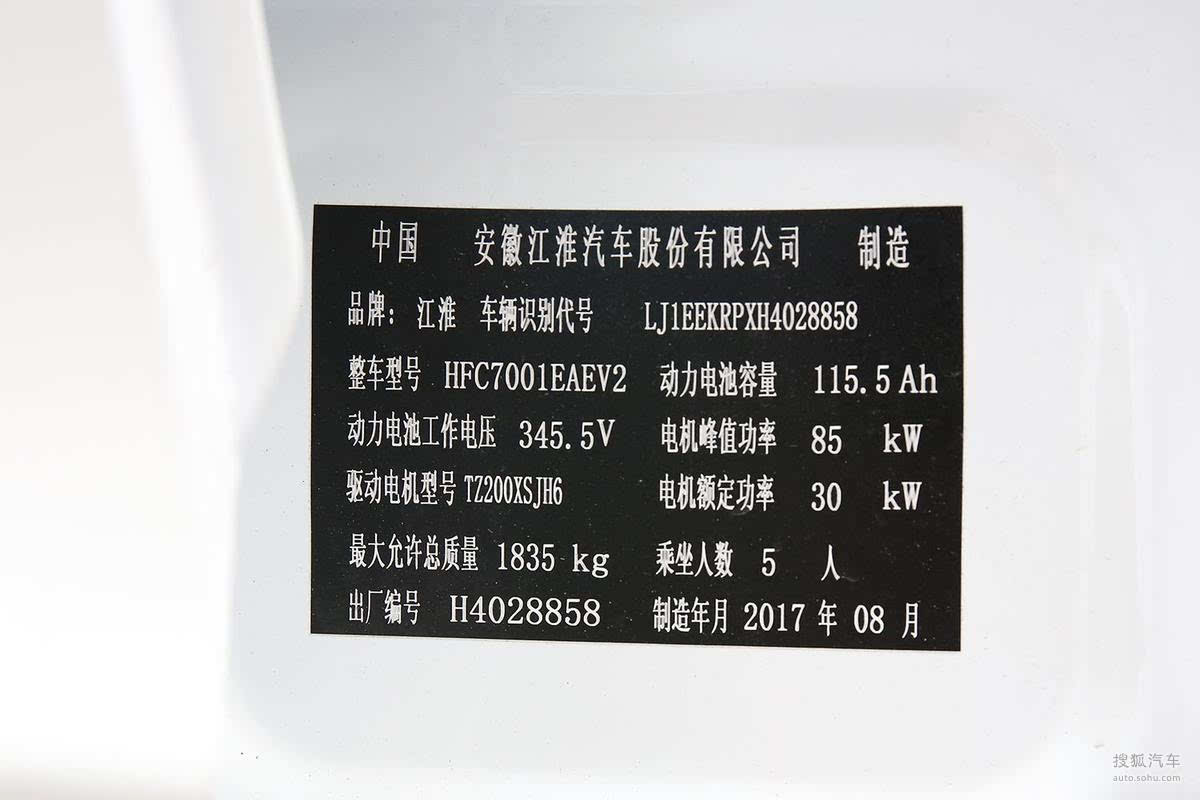 中国 安徽江淮汽车股份有限公司 制造
品牌: 江淮 车辆识别代号 LJ1EEKRPXH4028858
整车型号 HFC7001EAEV2 动力电池容量 115.5Ah
动力电池工作电压 345.5V 电机峰值功率 85 kW
驱动电机型号 TZ200XSJH6 电机额定功率 30 kW
最大允许总质量 1835 kg 乘坐人数 5 人
出厂编号 H4028858 制造年月 2017 年 08 月
搜狐汽车
auto.sohu.com